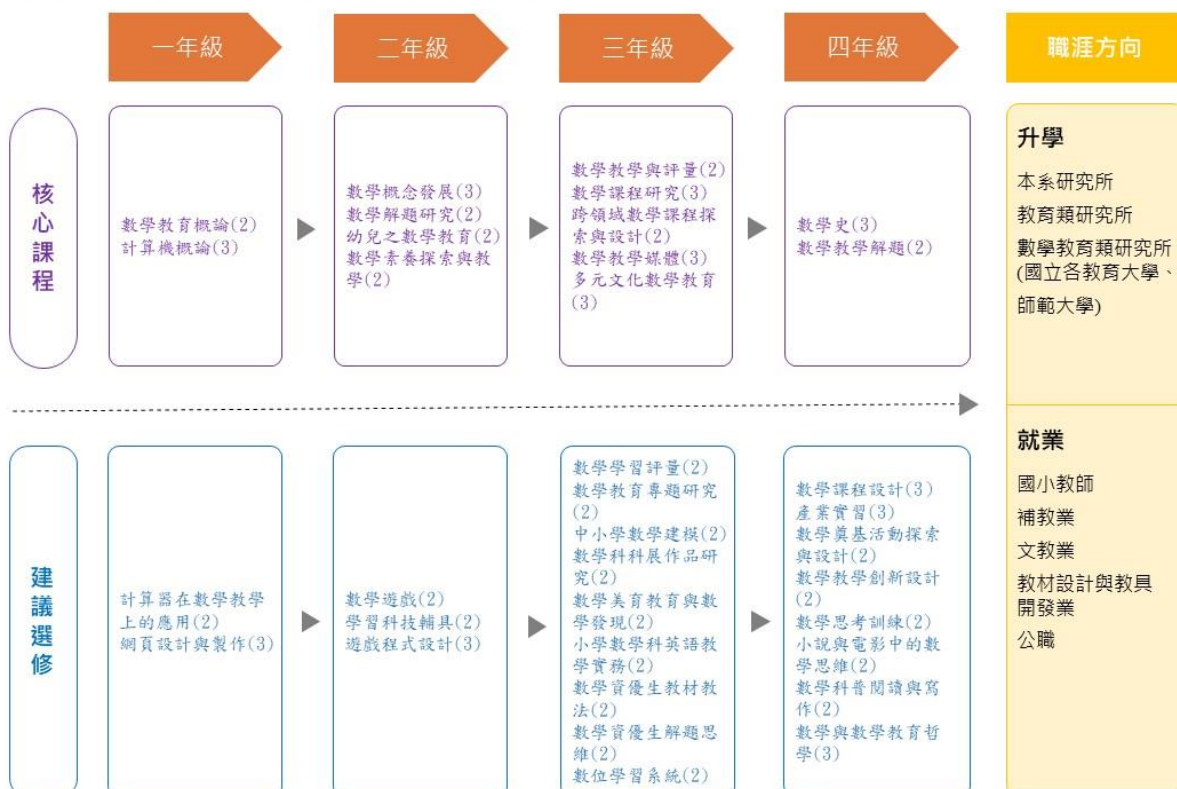 一年級
二年級
三年級
四年級
職涯方向
核心課程
數學教育概論(2)
計算機概論(3)
數學概念發展(3)
數學解題研究(2)
幼兒之數學教育(2)
數學素養探索與教
學(2)
數學教學與評量(2)
數學課程研究(3)
跨領域數學課程探
索與設計(2)
數學教學媒體(3)
多元文化數學教育
(3)
數學史(3)
數學教學解題(2)
升學
本系研究所
教育類研究所
數學教育類研究所
(國立各教育大學、
師範大學)
建議選修
計算器在數學教學
上的應用(2)
網頁設計與製作(3)
數學遊戲(2)
學習科技輔具(2)
遊戲程式設計(3)
數學學習評量(2)
數學教育專題研究
(2)
中小學數學建模(2)
數學科科展作品研
究(2)
數學美育教育與數
學發現(2)
小學數學科英語教
學實務(2)
數學資優生教材教
法(2)
數學資優生解題思
維(2)
數位學習系統(2)
數學課程設計(3)
產業實習(3)
數學奠基活動探索
與設計(2)
數學教學創新設計
(2)
數學思考訓練(2)
小說與電影中的數
學思維(2)
數學科普閱讀與寫
作(2)
數學與數學教育哲
學(3)
就業
國小教師
補教業
文教業
教材設計與教具
開發業
公職